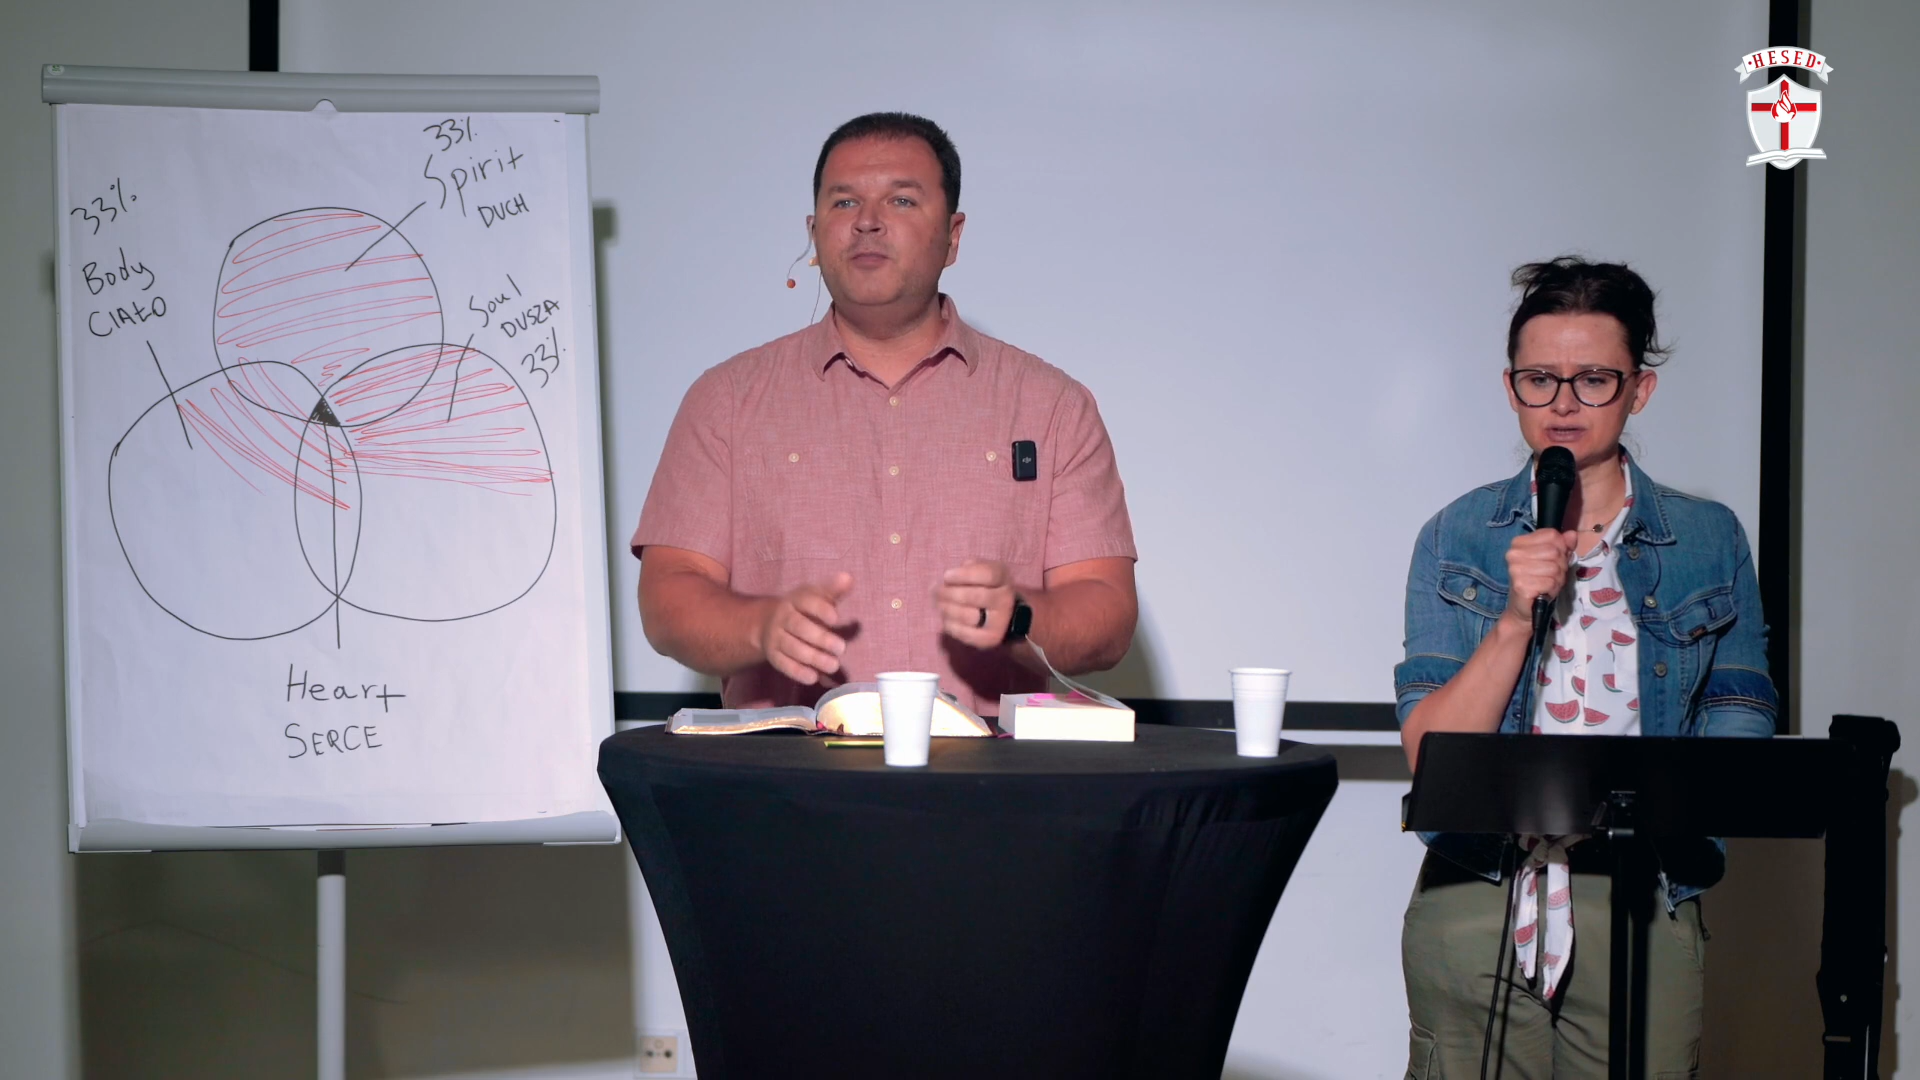 33%
Spirit
DUCH
33%
Body
CIAŁO
Soul
DUSZA
33%
Heart
SERCE
·HESED·